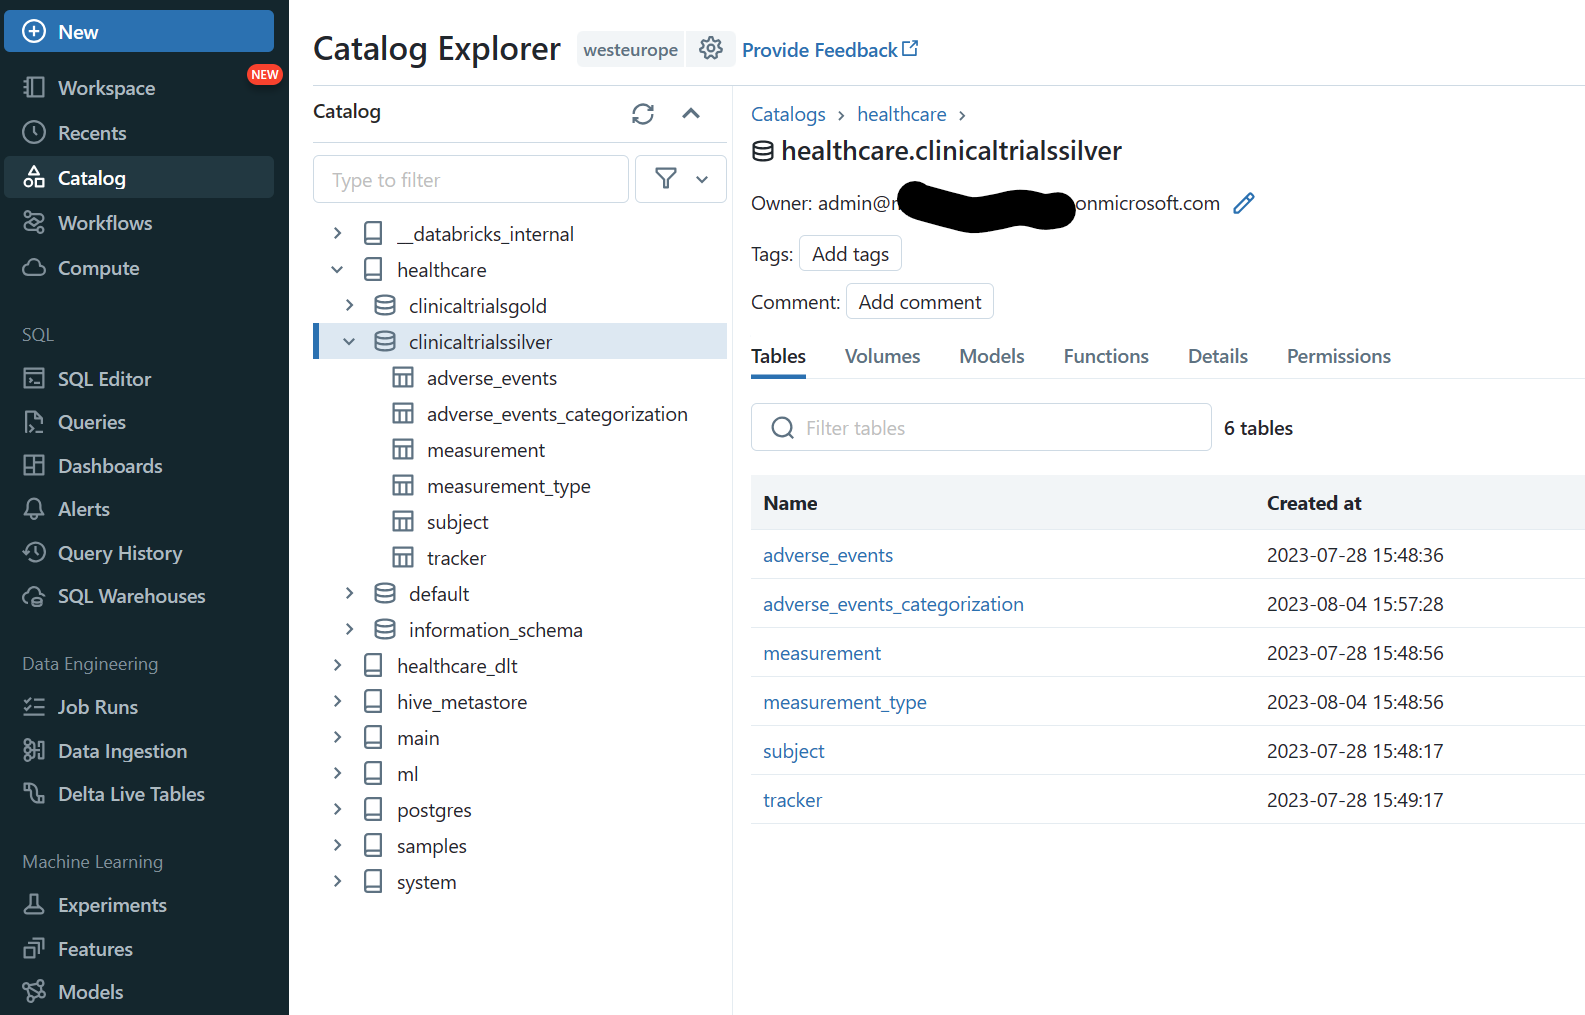 New
Workspace
NEW
Recents
Catalog
Workflows
Compute
SQL
SQL Editor
Queries
Dashboards
Alerts
Query History
SQL Warehouses
Data Engineering
Job Runs
Data Ingestion
Delta Live Tables
Machine Learning
Experiments
Features
Models
Catalog Explorer westeurope Provide Feedback
Catalog
Type to filter
__databricks_internal
healthcare
clinicaltrialsgold
clinicaltrialssilver
adverse_events
adverse_events_categorization
measurement
measurement_type
subject
tracker
default
information_schema
healthcare_dlt
hive_metastore
main
ml
postgres
samples
system
Catalogs > healthcare >
healthcare.clinicaltrialssilver
Owner: admin@ onmicrosoft.com
Tags: Add tags
Comment: Add comment
Tables Volumes Models Functions Details Permissions
Filter tables 6 tables
Name Created at
adverse_events 2023-07-28 15:48:36
adverse_events_categorization 2023-08-04 15:57:28
measurement 2023-07-28 15:48:56
measurement_type 2023-08-04 15:48:56
subject 2023-07-28 15:48:17
tracker 2023-07-28 15:49:17